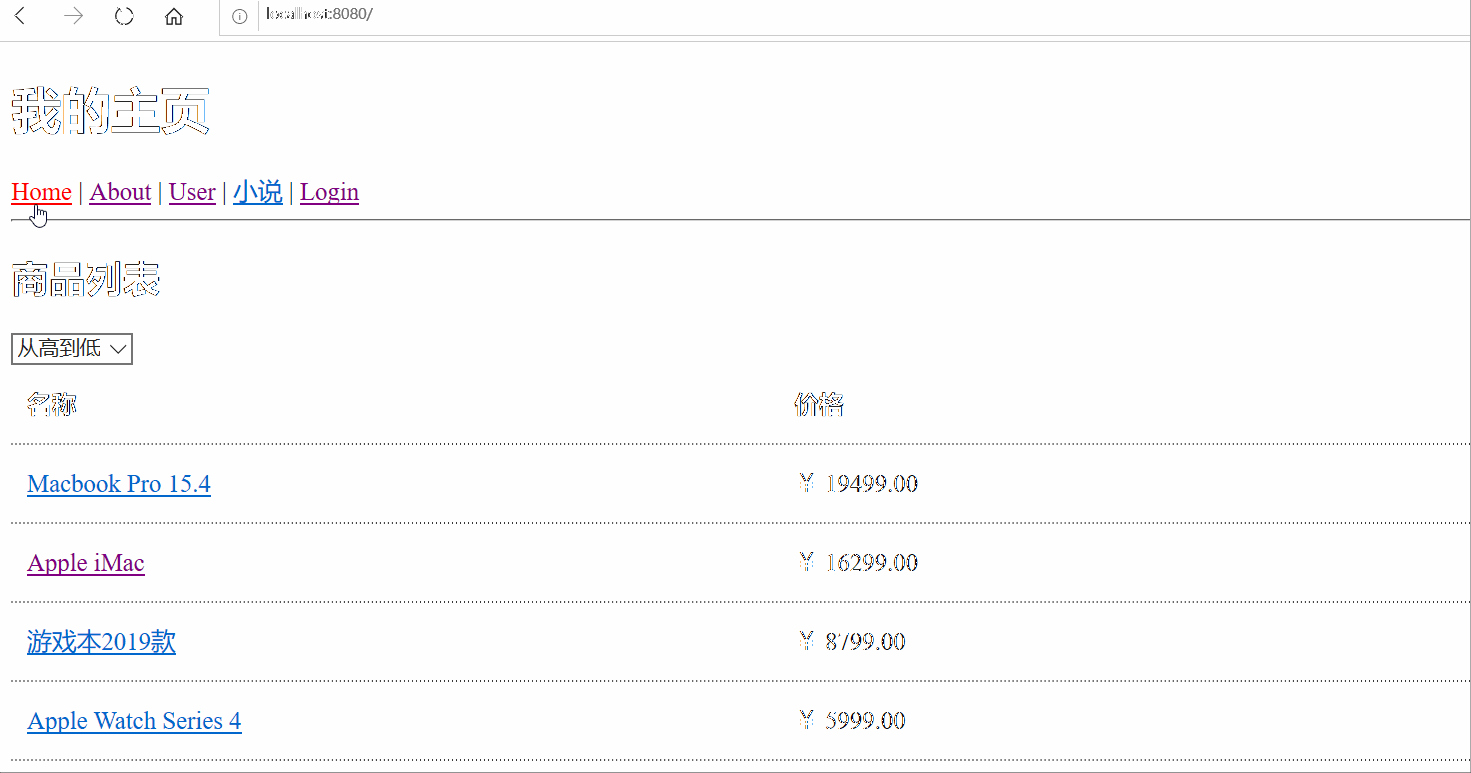 localhost:8080/
我的主页
Home | About | User | 小说 | Login
商品列表
从高到低
名称 价格
Macbook Pro 15.4 ¥ 19499.00
Apple iMac ¥ 16299.00
游戏本2019款 ¥ 8799.00
Apple Watch Series 4 ¥ 5999.00